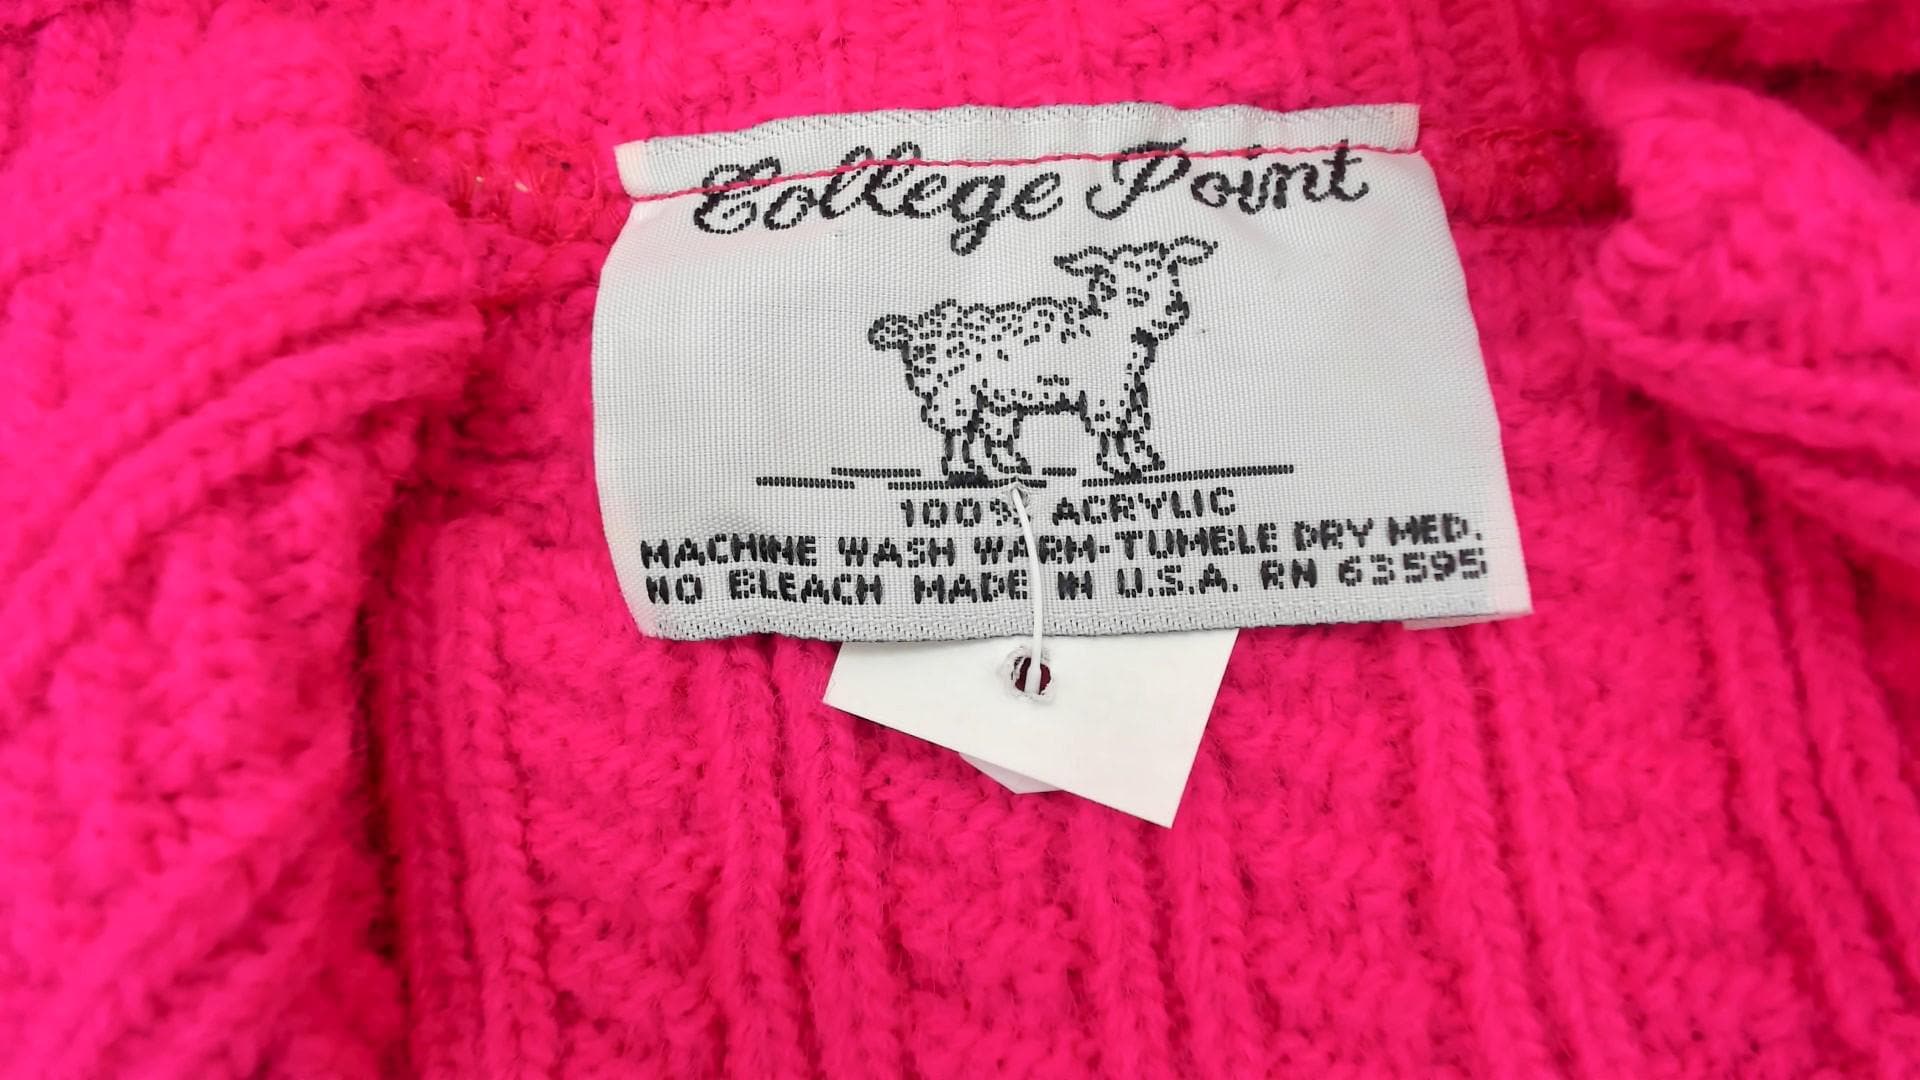 College Point
100% ACRYLIC
MACHINE WASH WARM-TUMBLE DRY MED.
NO BLEACH MADE IN U.S.A. RN 63595